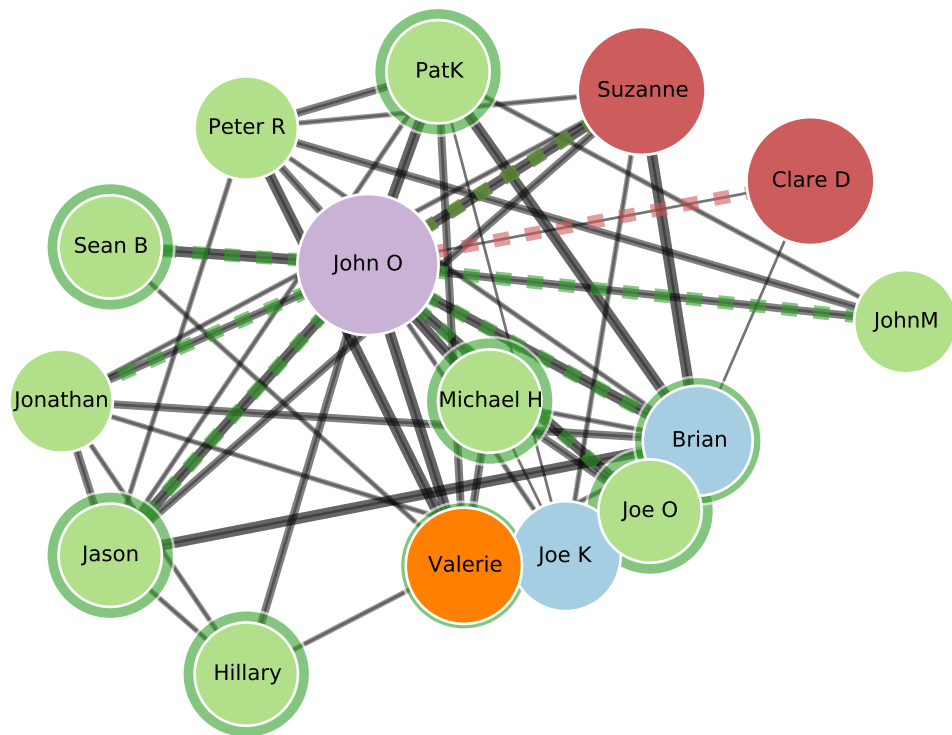 PatK
Suzanne
Peter R
Clare D
Sean B
John O
JohnM
Jonathan
Michael H
Brian
Joe O
Jason
Valerie
Joe K
Hillary